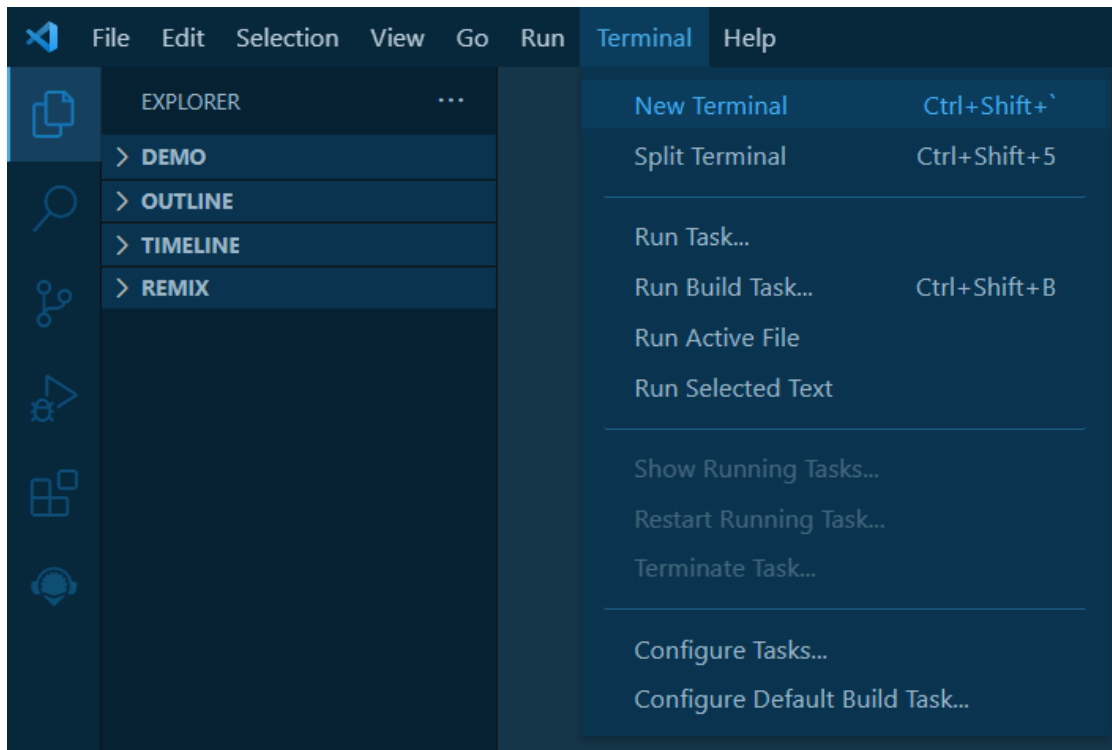 File Edit Selection View Go Run Terminal Help
EXPLORER ...
DEMO
OUTLINE
TIMELINE
REMIX
New Terminal Ctrl+Shift+`
Split Terminal Ctrl+Shift+5
Run Task...
Run Build Task... Ctrl+Shift+B
Run Active File
Run Selected Text
Show Running Tasks...
Restart Running Task...
Terminate Task...
Configure Tasks...
Configure Default Build Task...